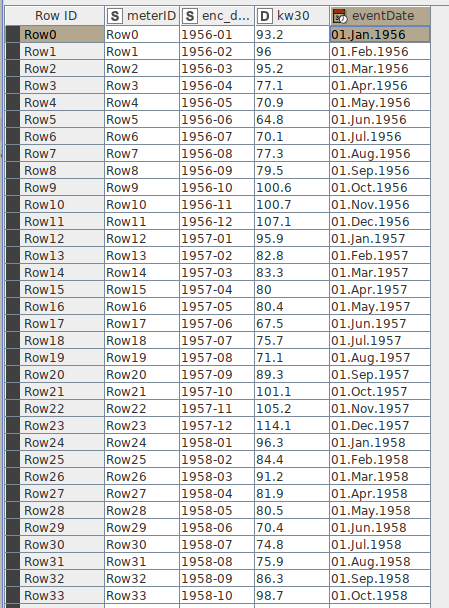 Row ID S meterID S enc_d... D kw30 eventDate
Row0 Row0 1956-01 93.2 01.Jan.1956
Row1 Row1 1956-02 96 01.Feb.1956
Row2 Row2 1956-03 95.2 01.Mar.1956
Row3 Row3 1956-04 77.1 01.Apr.1956
Row4 Row4 1956-05 70.9 01.May.1956
Row5 Row5 1956-06 64.8 01.Jun.1956
Row6 Row6 1956-07 70.1 01.Jul.1956
Row7 Row7 1956-08 77.3 01.Aug.1956
Row8 Row8 1956-09 79.5 01.Sep.1956
Row9 Row9 1956-10 100.6 01.Oct.1956
Row10 Row10 1956-11 100.7 01.Nov.1956
Row11 Row11 1956-12 107.1 01.Dec.1956
Row12 Row12 1957-01 95.9 01.Jan.1957
Row13 Row13 1957-02 82.8 01.Feb.1957
Row14 Row14 1957-03 83.3 01.Mar.1957
Row15 Row15 1957-04 80 01.Apr.1957
Row16 Row16 1957-05 80.4 01.May.1957
Row17 Row17 1957-06 67.5 01.Jun.1957
Row18 Row18 1957-07 75.7 01.Jul.1957
Row19 Row19 1957-08 71.1 01.Aug.1957
Row20 Row20 1957-09 89.3 01.Sep.1957
Row21 Row21 1957-10 101.1 01.Oct.1957
Row22 Row22 1957-11 105.2 01.Nov.1957
Row23 Row23 1957-12 114.1 01.Dec.1957
Row24 Row24 1958-01 96.3 01.Jan.1958
Row25 Row25 1958-02 84.4 01.Feb.1958
Row26 Row26 1958-03 91.2 01.Mar.1958
Row27 Row27 1958-04 81.9 01.Apr.1958
Row28 Row28 1958-05 80.5 01.May.1958
Row29 Row29 1958-06 70.4 01.Jun.1958
Row30 Row30 1958-07 74.8 01.Jul.1958
Row31 Row31 1958-08 75.9 01.Aug.1958
Row32 Row32 1958-09 86.3 01.Sep.1958
Row33 Row33 1958-10 98.7 01.Oct.1958